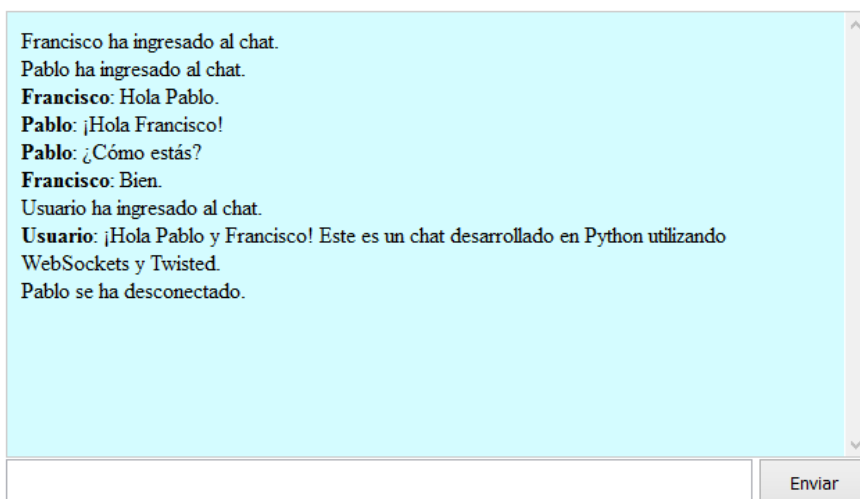 Francisco ha ingresado al chat.
Pablo ha ingresado al chat.
Francisco: Hola Pablo.
Pablo: ¡Hola Francisco!
Pablo: ¿Cómo estás?
Francisco: Bien.
Usuario ha ingresado al chat.
Usuario: ¡Hola Pablo y Francisco! Este es un chat desarrollado en Python utilizando
WebSockets y Twisted.
Pablo se ha desconectado.
Enviar